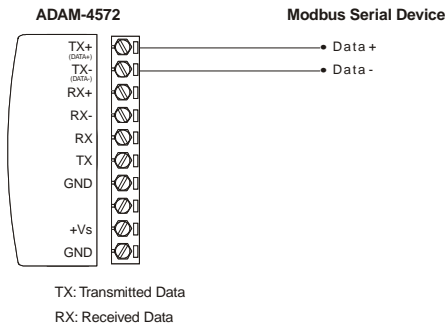 ADAM-4572 Modbus Serial Device
TX+ Data+
(DATA+)
TX- Data-
(DATA-)
RX+
RX-
RX
TX
GND
+Vs
GND
TX: Transmitted Data
RX: Received Data